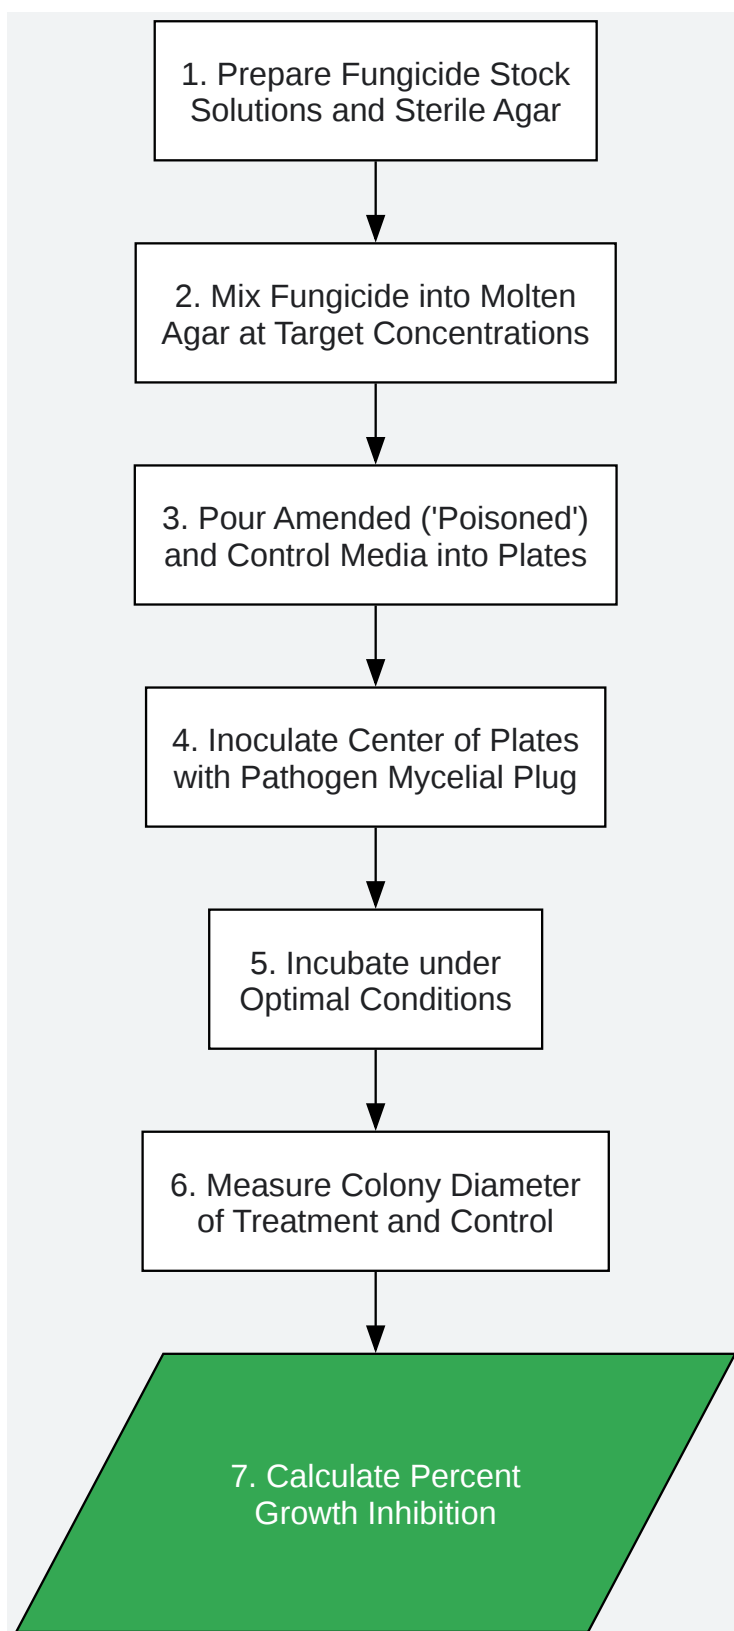 1. Prepare Fungicide Stock
Solutions and Sterile Agar
2. Mix Fungicide into Molten
Agar at Target Concentrations
3. Pour Amended ('Poisoned')
and Control Media into Plates
4. Inoculate Center of Plates
with Pathogen Mycelial Plug
5. Incubate under
Optimal Conditions
6. Measure Colony Diameter
of Treatment and Control
7. Calculate Percent
Growth Inhibition